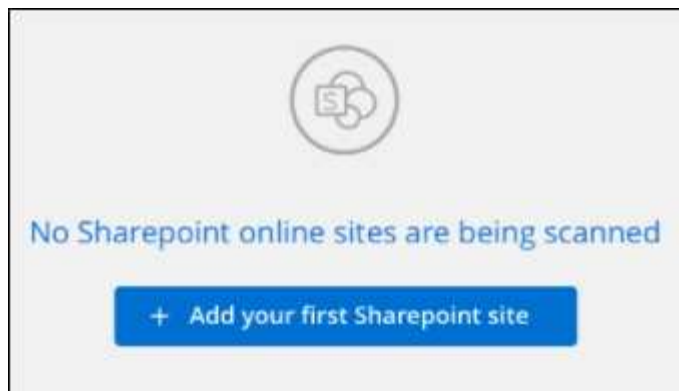 S
No Sharepoint online sites are being scanned
+ Add your first Sharepoint site